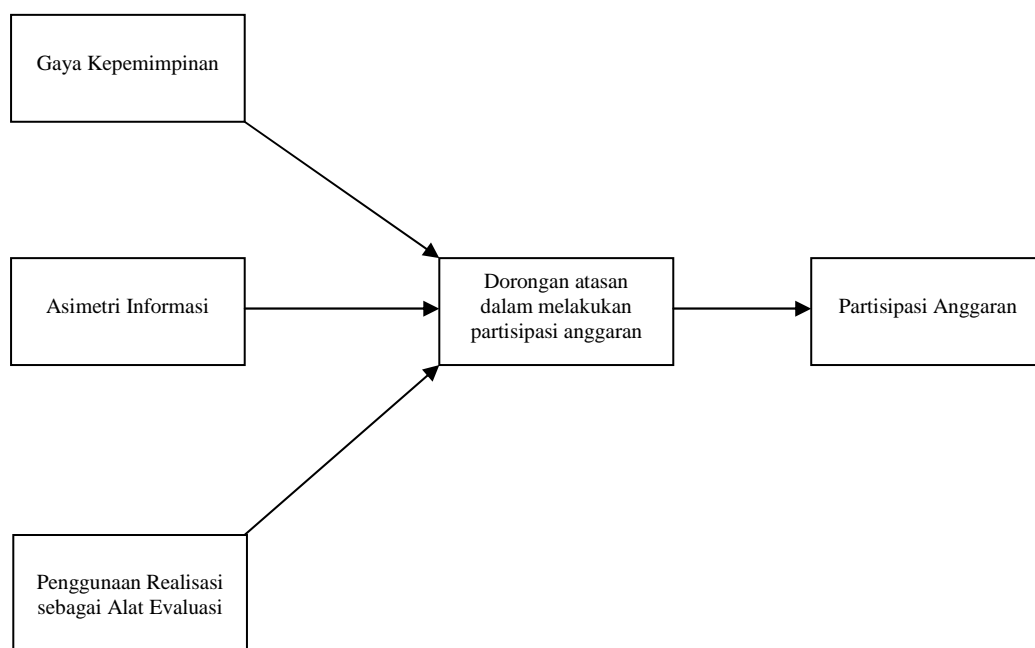 Gaya Kepemimpinan
Asimetri Informasi
Dorongan atasan
dalam melakukan
partisipasi anggaran
Partisipasi Anggaran
Penggunaan Realisasi
sebagai Alat Evaluasi